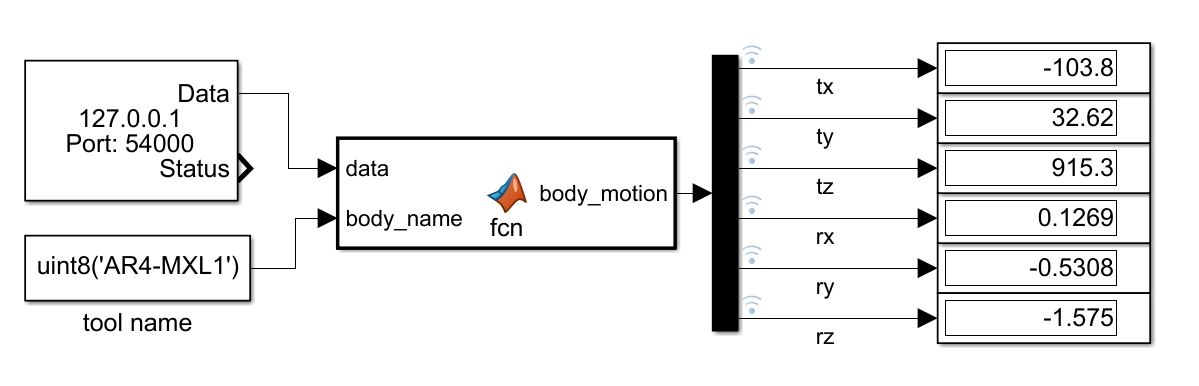 Data
127.0.0.1
Port: 54000
Status
uint8('AR4-MXL1')
tool name
data
body_name
fcn
body_motion
tx
ty
tz
rx
ry
rz
-103.8
32.62
915.3
0.1269
-0.5308
-1.575